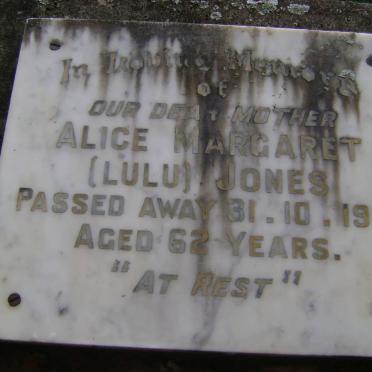 In Loving Memory
of
OUR DEAR MOTHER
ALICE MARGARET
(LULU) JONES
PASSED AWAY 31.10.19
AGED 62 YEARS.
"AT REST"